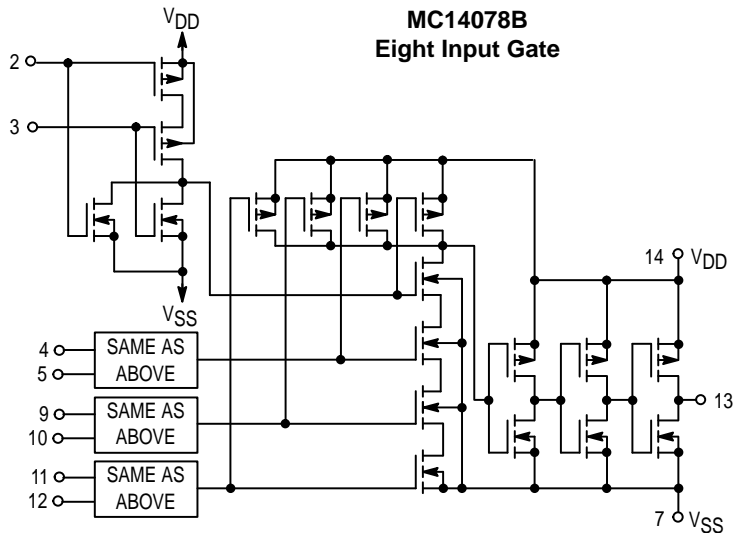 MC14078B
Eight Input Gate
VDD
2
3
VSS
14 VDD
4
5
SAME AS
ABOVE
13
9
10
SAME AS
ABOVE
11
12
SAME AS
ABOVE
7 VSS